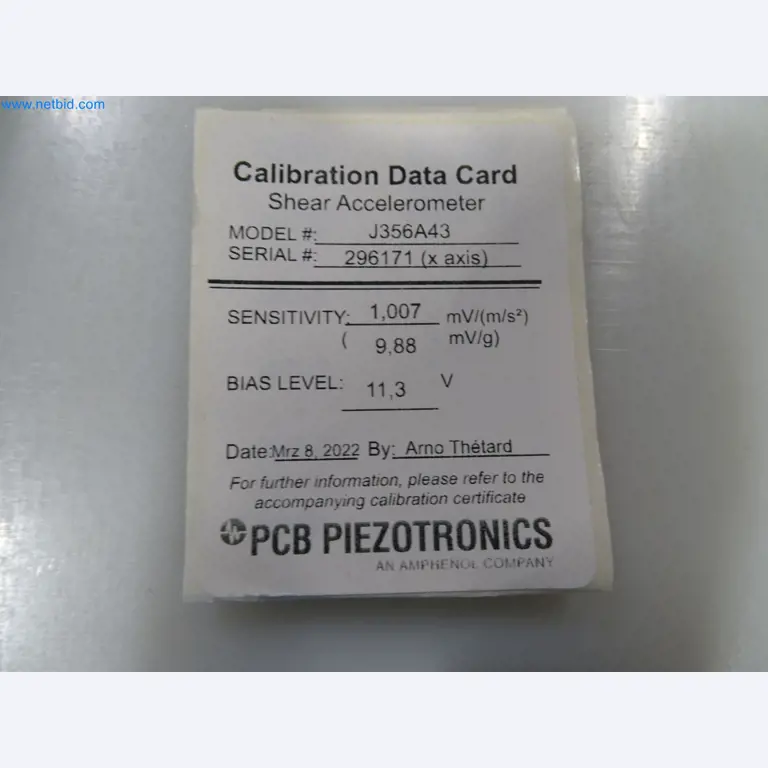 www.netbid.com
Calibration Data Card
Shear Accelerometer
MODEL #: J356A43
SERIAL #: 296171 (x axis)
SENSITIVITY: 1,007 mV/(m/s²)
( 9,88 mV/g)
BIAS LEVEL: 11,3 V
Date: Mrz 8, 2022 By: Arno Thétard
For further information, please refer to the
accompanying calibration certificate
PCB PIEZOTRONICS
AN AMPHENOL COMPANY